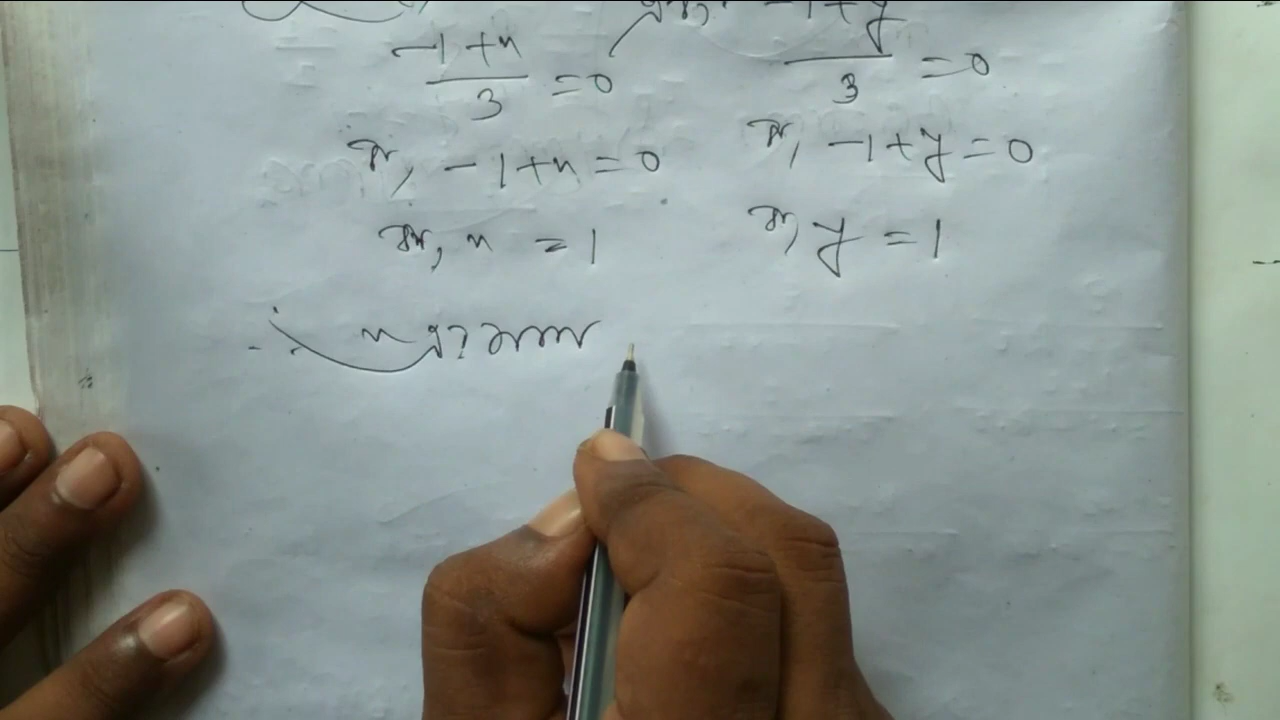 (-1+x)/3 = 0    (-1+y)/3 = 0
বা, -1+x = 0    বা, -1+y = 0
বা, x = 1    বা, y = 1
∴ x এর মান